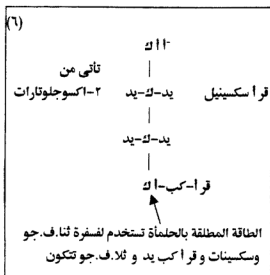 (٦)
-ااك
تأتى من
٢-اكسوجلوتارات
قرا سكسينيل
يد-ك-يد
يد-ك-يد
قرا-كب-اك
الطاقة المطلقة بالحلمأة تستخدم لفسفرة ثنا.ف.جو
وسكسينات و قرا كب يد و ثلا.ف.جو تتكون